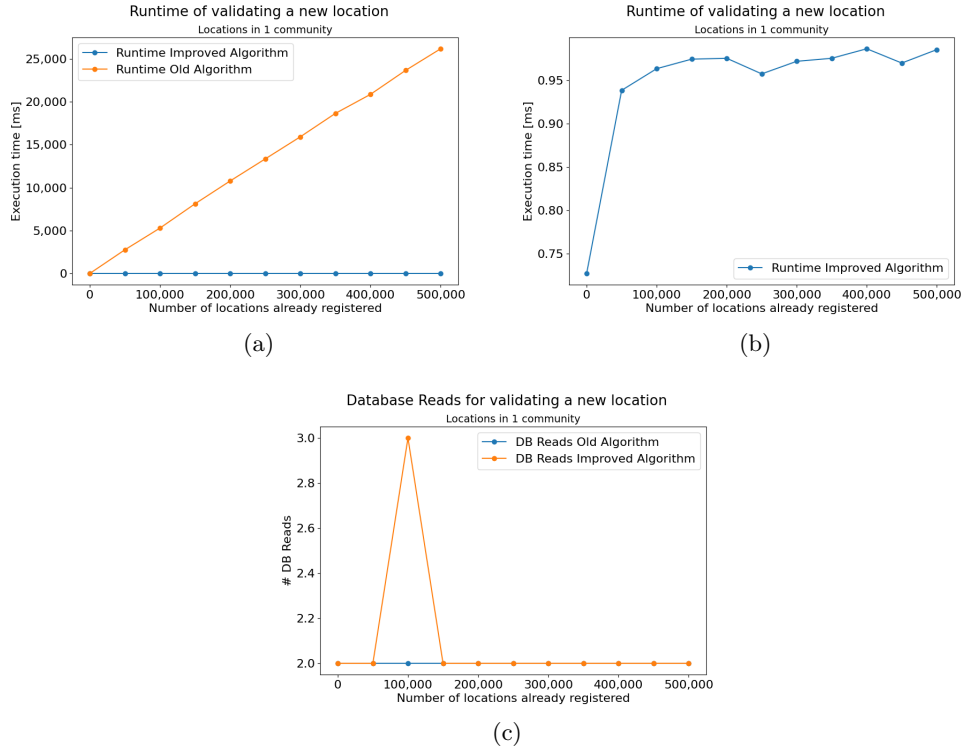 Runtime of validating a new location
Locations in 1 community
Execution time [ms]
25,000
20,000
15,000
10,000
5,000
0
Runtime Improved Algorithm
Runtime Old Algorithm
0 100,000 200,000 300,000 400,000 500,000
Number of locations already registered
(a)
Runtime of validating a new location
Locations in 1 community
Execution time [ms]
0.95
0.90
0.85
0.80
0.75
Runtime Improved Algorithm
0 100,000 200,000 300,000 400,000 500,000
Number of locations already registered
(b)
Database Reads for validating a new location
Locations in 1 community
# DB Reads
3.0
2.8
2.6
2.4
2.2
2.0
DB Reads Old Algorithm
DB Reads Improved Algorithm
0 100,000 200,000 300,000 400,000 500,000
Number of locations already registered
(c)